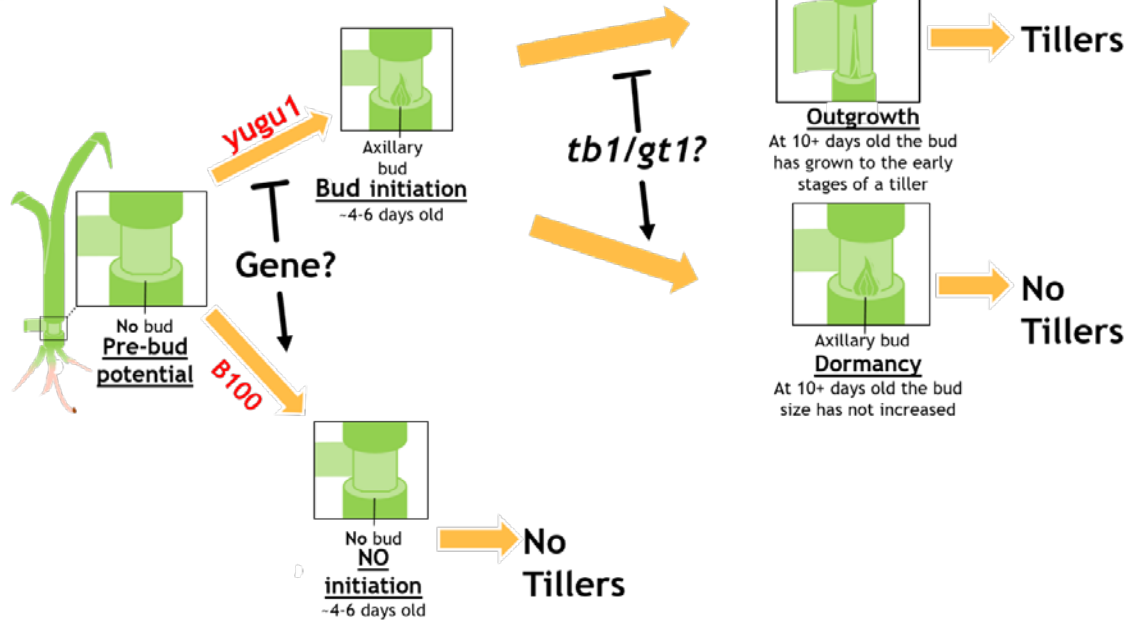 yugu1
Axillary
bud
Bud initiation
~4-6 days old
tb1/gt1?
Outgrowth
At 10+ days old the bud
has grown to the early
stages of a tiller
Tillers
No bud
Pre-bud
potential
Gene?
B100
Axillary bud
Dormancy
At 10+ days old the bud
size has not increased
No
Tillers
No bud
NO
initiation
~4-6 days old
No
Tillers